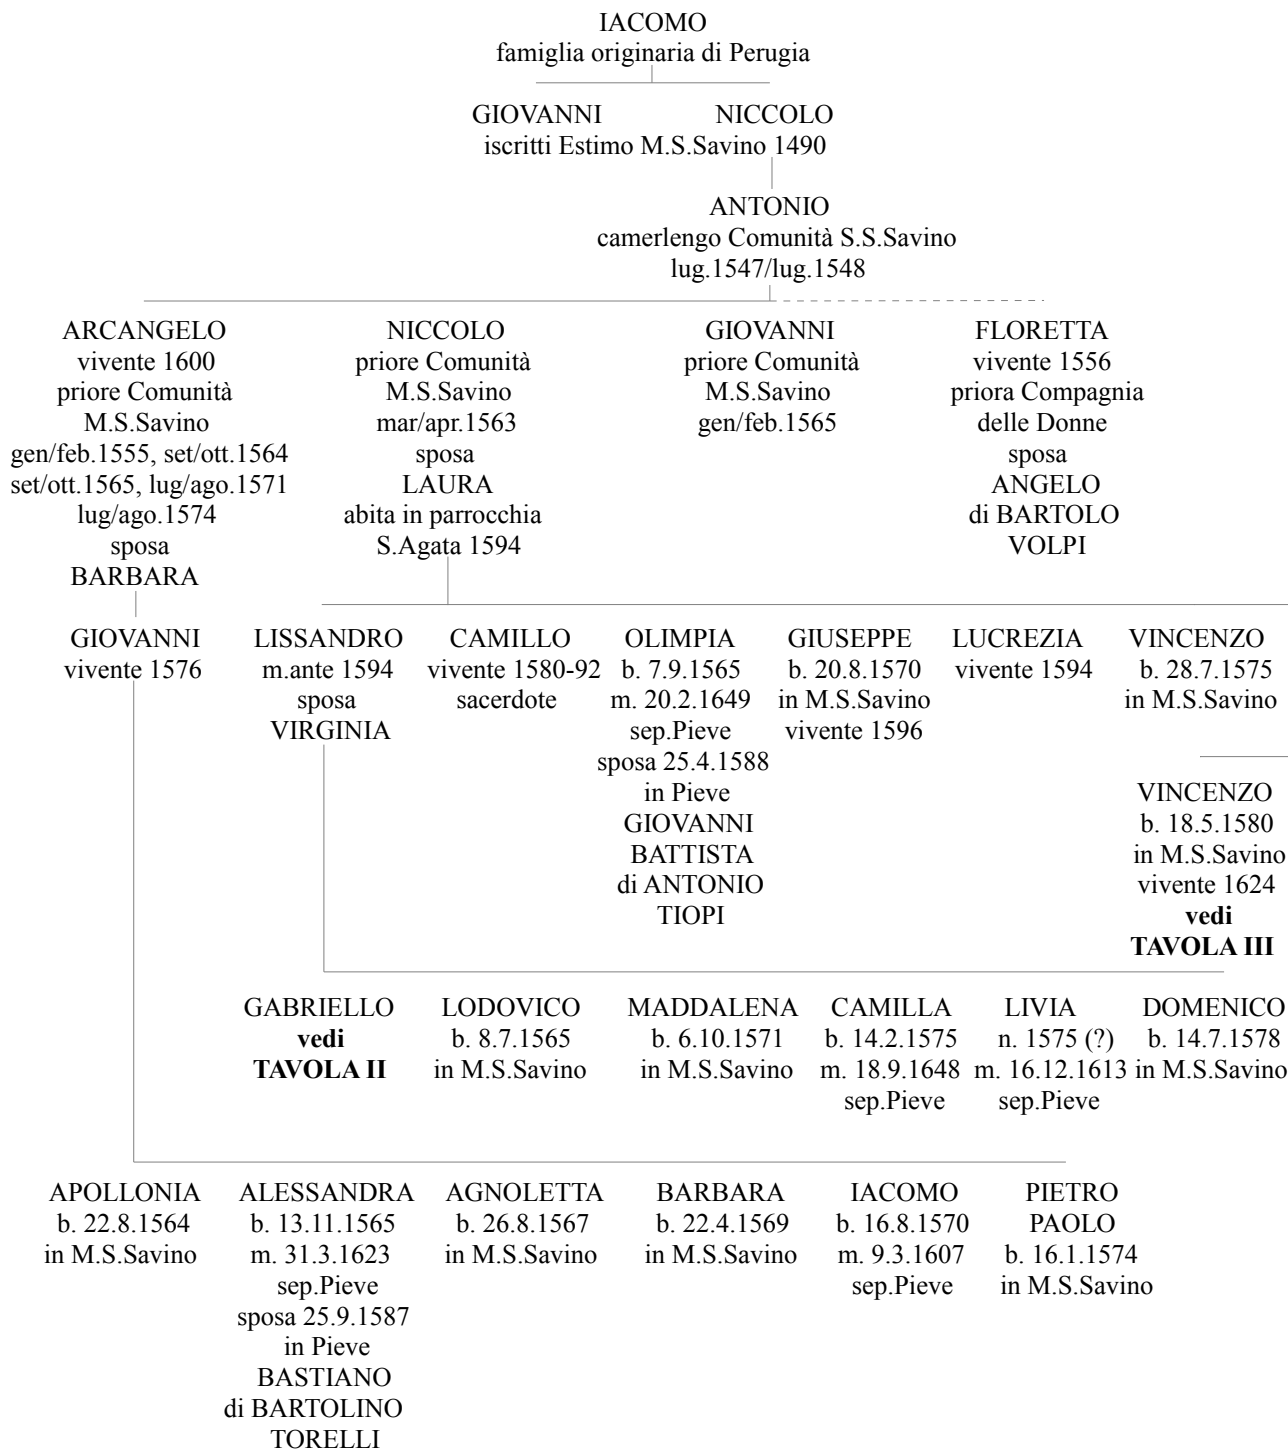 IACOMO
famiglia originaria di Perugia
GIOVANNI
NICCOLO
iscritti Estimo M.S.Savino 1490
ANTONIO
camerlengo Comunità S.S.Savino
lug.1547/lug.1548
ARCANGELO
vivente 1600
priore Comunità
M.S.Savino
gen/feb.1555, set/ott.1564
set/ott.1565, lug/ago.1571
lug/ago.1574
sposa
BARBARA
NICCOLO
priore Comunità
M.S.Savino
mar/apr.1563
sposa
LAURA
abita in parrocchia
S.Agata 1594
GIOVANNI
priore Comunità
M.S.Savino
gen/feb.1565
FLORETTA
vivente 1556
priora Compagnia
delle Donne
sposa
ANGELO
di BARTOLO
VOLPI
GIOVANNI
vivente 1576
LISSANDRO
m.ante 1594
sposa
VIRGINIA
CAMILLO
vivente 1580-92
sacerdote
OLIMPIA
b. 7.9.1565
m. 20.2.1649
sep.Pieve
sposa 25.4.1588
in Pieve
GIOVANNI
BATTISTA
di ANTONIO
TIOPI
GIUSEPPE
b. 20.8.1570
in M.S.Savino
vivente 1596
LUCREZIA
vivente 1594
VINCENZO
b. 28.7.1575
in M.S.Savino
VINCENZO
b. 18.5.1580
in M.S.Savino
vivente 1624
vedi
TAVOLA III
GABRIELLO
vedi
TAVOLA II
LODOVICO
b. 8.7.1565
in M.S.Savino
MADDALENA
b. 6.10.1571
in M.S.Savino
CAMILLA
b. 14.2.1575
m. 18.9.1648
sep.Pieve
LIVIA
n. 1575 (?)
m. 16.12.1613
sep.Pieve
DOMENICO
b. 14.7.1578
in M.S.Savino
APOLLONIA
b. 22.8.1564
in M.S.Savino
ALESSANDRA
b. 13.11.1565
m. 31.3.1623
sep.Pieve
sposa 25.9.1587
in Pieve
BASTIANO
di BARTOLINO
TORELLI
AGNOLETTA
b. 26.8.1567
in M.S.Savino
BARBARA
b. 22.4.1569
in M.S.Savino
IACOMO
b. 16.8.1570
m. 9.3.1607
sep.Pieve
PIETRO
PAOLO
b. 16.1.1574
in M.S.Savino